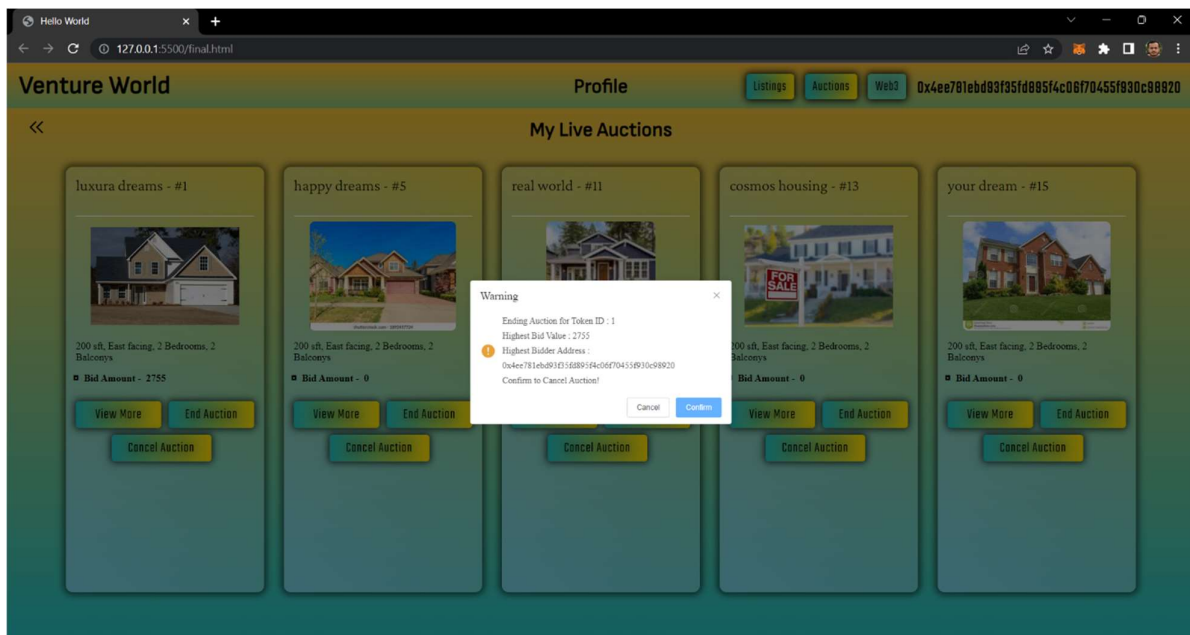 Hello World
127.0.0.1:5500/final.html
Venture World
Profile
Listings
Auctions
Web3
0x4ee781ebd93f35fd895f4c06f70455f930c98920
My Live Auctions
luxura dreams - #1
happy dreams - #5
real world - #11
cosmos housing - #13
your dream - #15
FOR
SALE
200 sft, East facing, 2 Bedrooms, 2
Balconys
Bid Amount - 2755
View More
End Auction
Cancel Auction
200 sft, East facing, 2 Bedrooms, 2
Balconys
Bid Amount - 0
View More
End Auction
Cancel Auction
Warning
Ending Auction for Token ID : 1
Highest Bid Value : 2755
Highest Bidder Address :
0x4ee781ebd93f35fd895f4c06f70455f930c98920
Confirm to Cancel Auction!
Cancel
Confirm
Cancel Auction
200 sft, East facing, 2 Bedrooms, 2
Balconys
Bid Amount - 0
View More
End Auction
Cancel Auction
200 sft, East facing, 2 Bedrooms, 2
Balconys
Bid Amount - 0
View More
End Auction
Cancel Auction